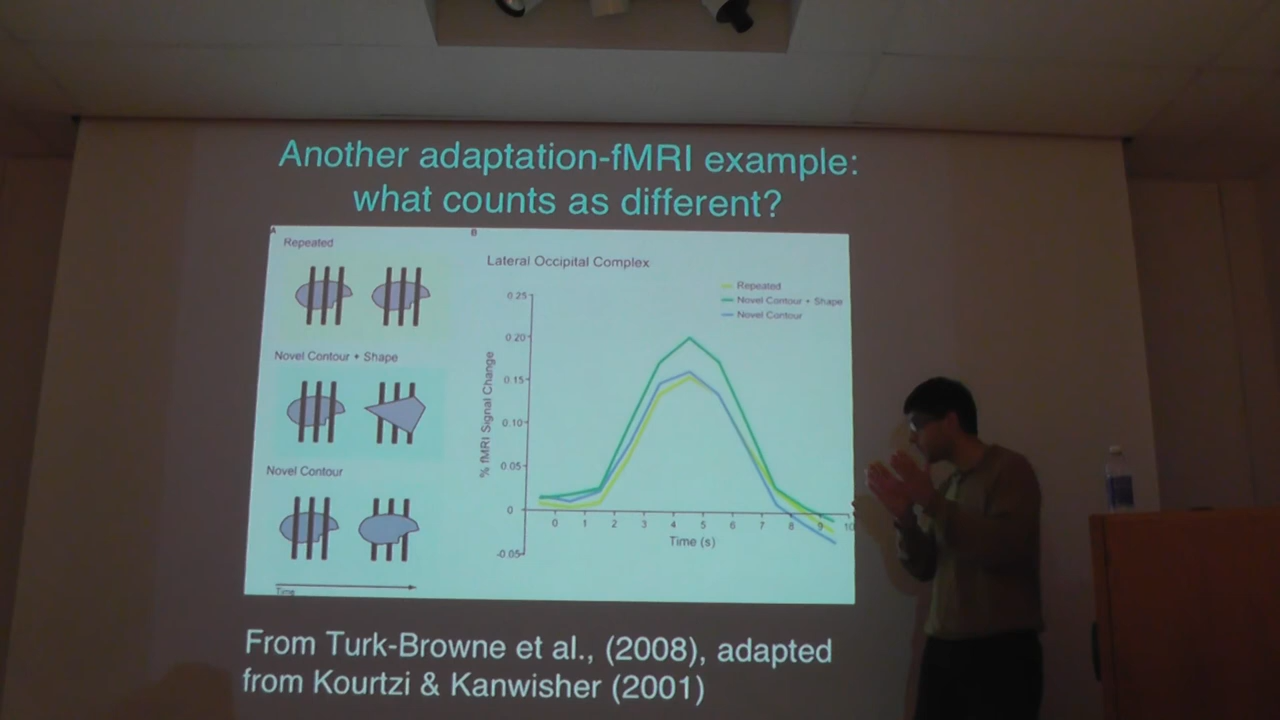 Another adaptation-fMRI example:
what counts as different?
A
B
Repeated
Novel Contour + Shape
Novel Contour
Time
Lateral Occipital Complex
Repeated
Novel Contour + Shape
Novel Contour
% fMRI Signal Change
0.25
0.20
0.15
0.10
0.05
0
-0.05
0 1 2 3 4 5 6 7 8 9 10
Time (s)
From Turk-Browne et al., (2008), adapted
from Kourtzi & Kanwisher (2001)